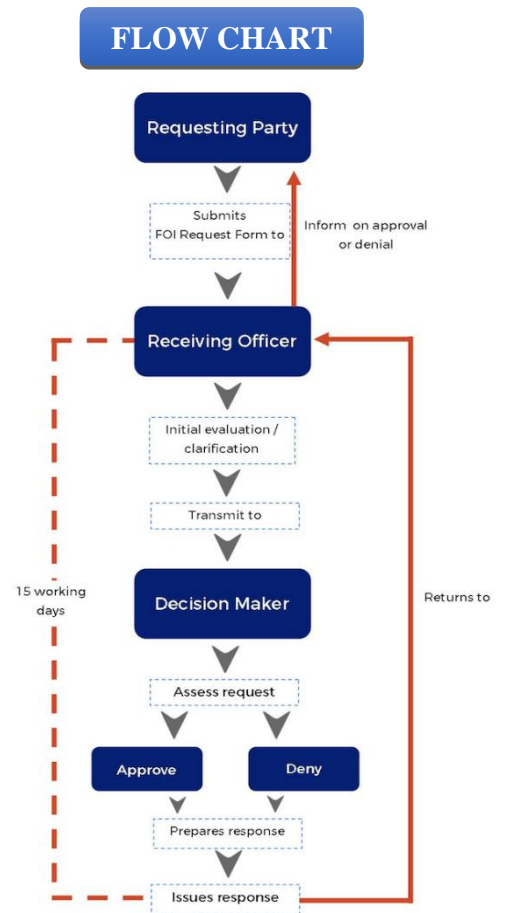 FLOW CHART
Requesting Party
Submits
FOI Request Form to
Inform on approval
or denial
Receiving Officer
Initial evaluation /
clarification
Transmit to
15 working
days
Decision Maker
Returns to
Assess request
Approve
Deny
Prepares response
Issues response